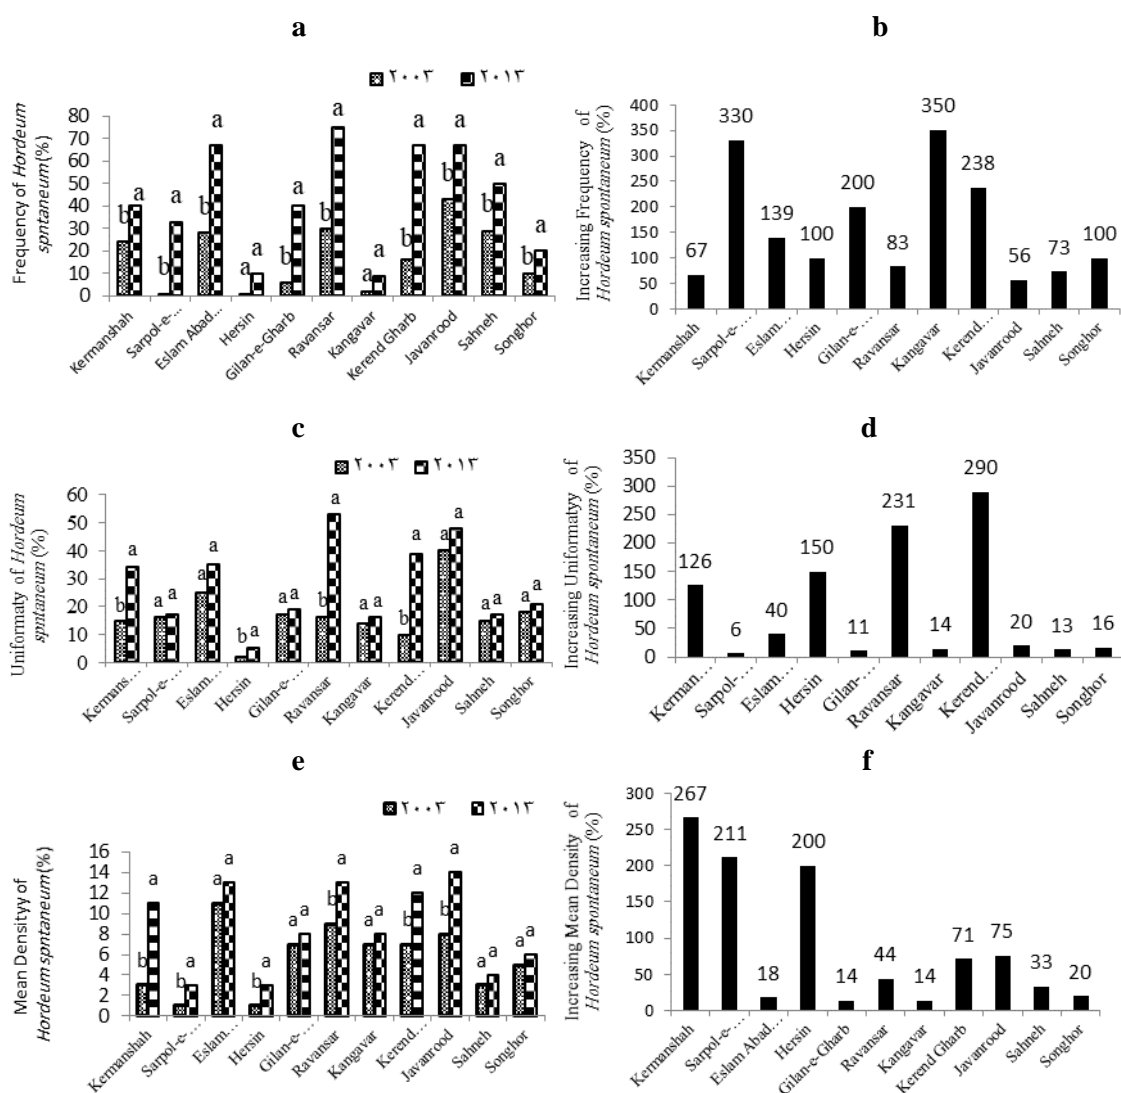 a
۲۰۰۳ ۲۰۱۳
Frequency of Hordeum
spntaneum (%)
80
70
60
50
40
30
20
10
0
b a b a b a a a b a b a a a b a b a b a b a
Kermanshah
Sarpol-e-...
Eslam Abad...
Hersin
Gilan-e-Gharb
Ravansar
Kangavar
Kerend Gharb
Javanrood
Sahneh
Songhor
b
Increasing Frequency of
Hordeum spontaneum (%)
400
350
300
250
200
150
100
50
0
67 330 139 100 200 83 350 238 56 73 100
Kermanshah
Sarpol-e-...
Eslam...
Hersin
Gilan-e-...
Ravansar
Kangavar
Kerend...
Javanrood
Sahneh
Songhor
c
۲۰۰۳ ۲۰۱۳
Uniformaty of Hordeum
spntaneum (%)
60
50
40
30
20
10
0
b a a a a a b a a a b a a a b a a a a a a a
Kermans...
Sarpol-e-...
Eslam...
Hersin
Gilan-e-...
Ravansar
Kangavar
Kerend...
Javanrood
Sahneh
Songhor
d
Increasing Uniformatyy of
Hordeum spontaneum (%)
350
300
250
200
150
100
50
0
126 6 40 150 11 231 14 290 20 13 16
Kerman...
Sarpol-...
Eslam...
Hersin
Gilan-...
Ravansar
Kangavar
Kerend...
Javanrood
Sahneh
Songhor
e
۲۰۰۳ ۲۰۱۳
Mean Densityy of
Hordeum spntaneum (%)
16
14
12
10
8
6
4
2
0
b a b a a a b a a a b a a a b a b a a a a a
Kermanshah
Sarpol-e-...
Eslam...
Hersin
Gilan-e-...
Ravansar
Kangavar
Kerend...
Javanrood
Sahneh
Songhor
f
Increasing Mean Density of
Hordeum spontaneum (%)
300
250
200
150
100
50
0
267 211 18 200 14 44 14 71 75 33 20
Kermanshah
Sarpol-e-...
Eslam Abad...
Hersin
Gilan-e-Gharb
Ravansar
Kangavar
Kerend Gharb
Javanrood
Sahneh
Songhor